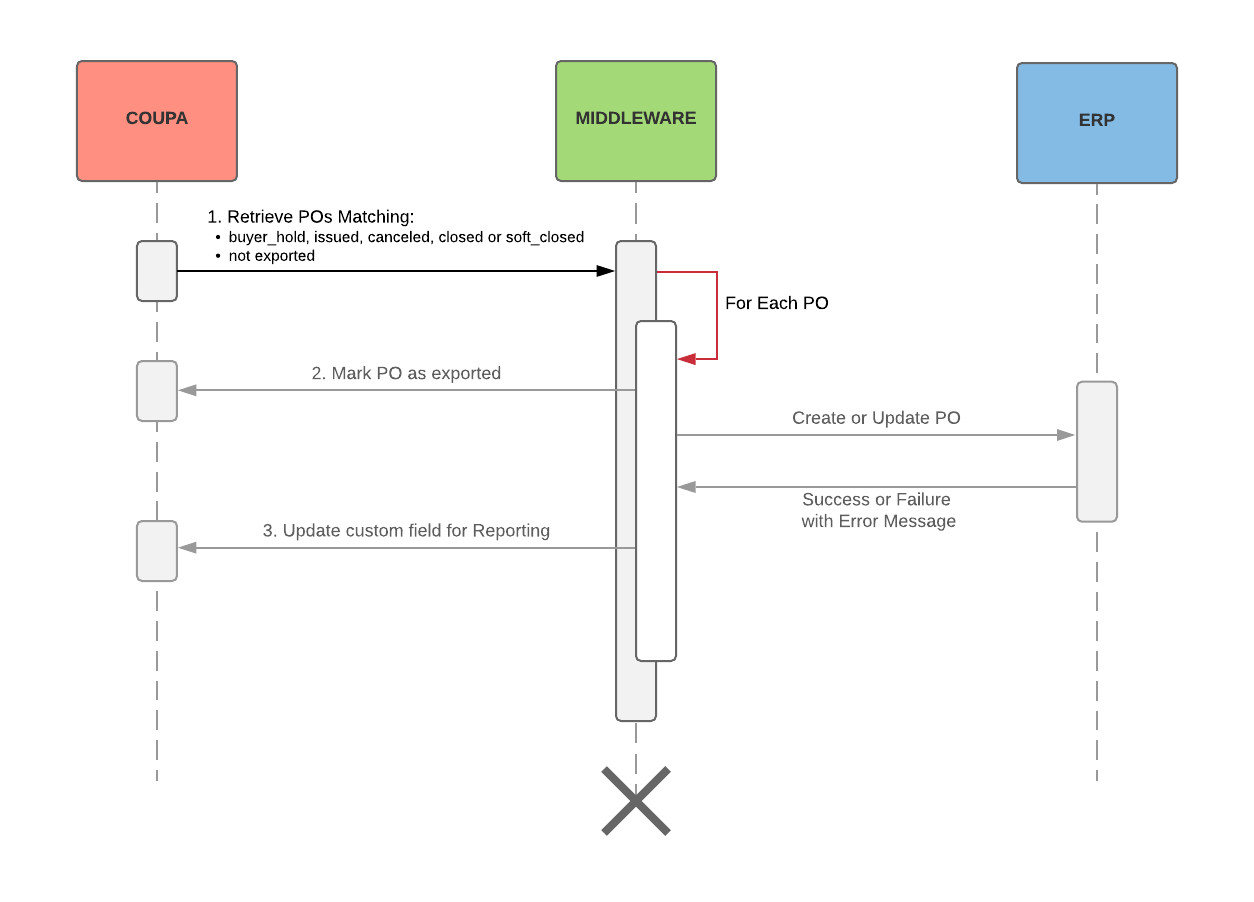 COUPA
MIDDLEWARE
ERP
1. Retrieve POs Matching:
• buyer_hold, issued, canceled, closed or soft_closed
• not exported
For Each PO
2. Mark PO as exported
Create or Update PO
Success or Failure
with Error Message
3. Update custom field for Reporting